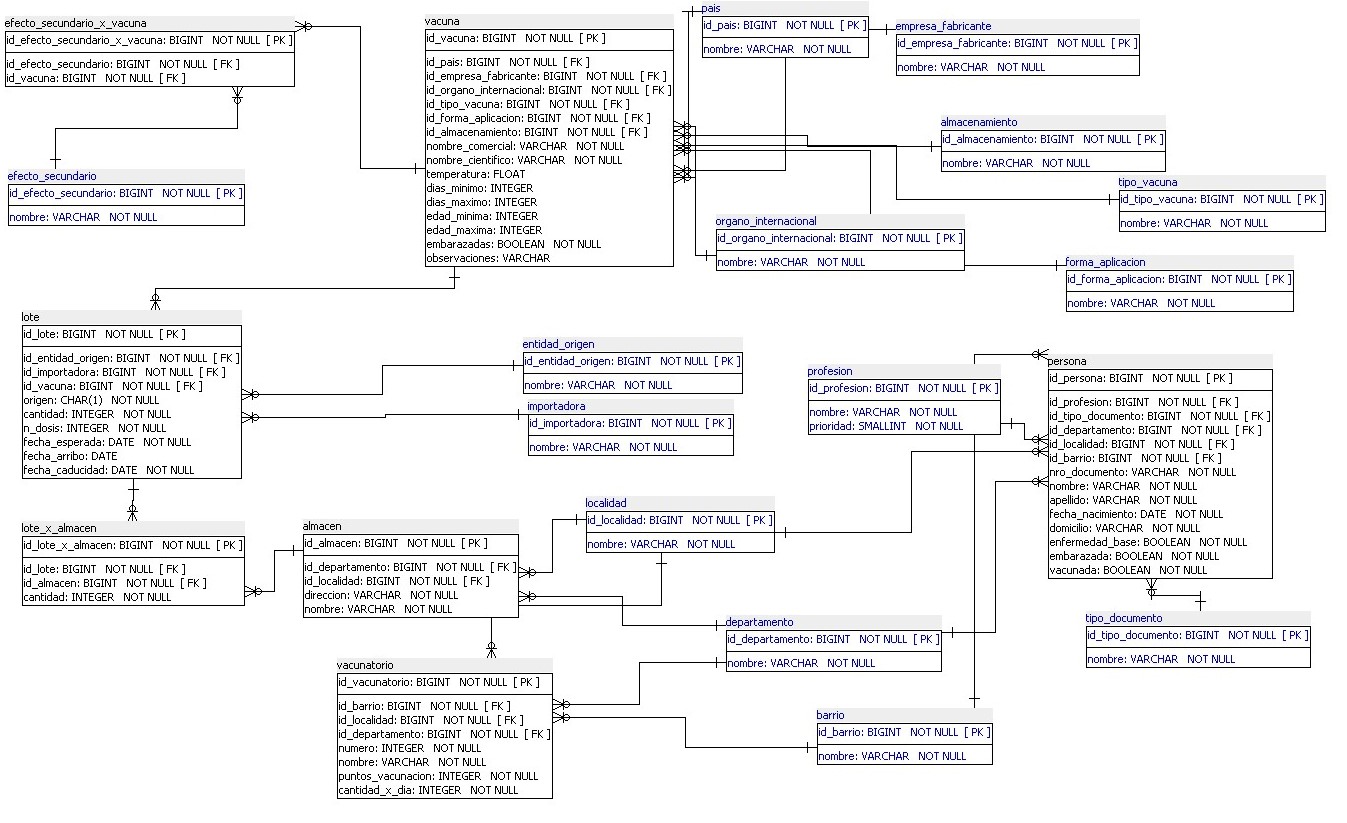 efecto_secundario_x_vacuna
id_efecto_secundario_x_vacuna: BIGINT NOT NULL [ PK ]
id_efecto_secundario: BIGINT NOT NULL [ FK ]
id_vacuna: BIGINT NOT NULL [ FK ]
efecto_secundario
id_efecto_secundario: BIGINT NOT NULL [ PK ]
nombre: VARCHAR NOT NULL
vacuna
id_vacuna: BIGINT NOT NULL [ PK ]
id_pais: BIGINT NOT NULL [ FK ]
id_empresa_fabricante: BIGINT NOT NULL [ FK ]
id_organo_internacional: BIGINT NOT NULL [ FK ]
id_tipo_vacuna: BIGINT NOT NULL [ FK ]
id_forma_aplicacion: BIGINT NOT NULL [ FK ]
id_almacenamiento: BIGINT NOT NULL [ FK ]
nombre_comercial: VARCHAR NOT NULL
nombre_cientifico: VARCHAR NOT NULL
temperatura: FLOAT
dias_minimo: INTEGER
dias_maximo: INTEGER
edad_minima: INTEGER
edad_maxima: INTEGER
embarazadas: BOOLEAN NOT NULL
observaciones: VARCHAR
pais
id_pais: BIGINT NOT NULL [ PK ]
nombre: VARCHAR NOT NULL
empresa_fabricante
id_empresa_fabricante: BIGINT NOT NULL [ PK ]
nombre: VARCHAR NOT NULL
almacenamiento
id_almacenamiento: BIGINT NOT NULL [ PK ]
nombre: VARCHAR NOT NULL
tipo_vacuna
id_tipo_vacuna: BIGINT NOT NULL [ PK ]
nombre: VARCHAR NOT NULL
organo_internacional
id_organo_internacional: BIGINT NOT NULL [ PK ]
nombre: VARCHAR NOT NULL
forma_aplicacion
id_forma_aplicacion: BIGINT NOT NULL [ PK ]
nombre: VARCHAR NOT NULL
lote
id_lote: BIGINT NOT NULL [ PK ]
id_entidad_origen: BIGINT NOT NULL [ FK ]
id_importadora: BIGINT NOT NULL [ FK ]
id_vacuna: BIGINT NOT NULL [ FK ]
origen: CHAR(1) NOT NULL
cantidad: INTEGER NOT NULL
n_dosis: INTEGER NOT NULL
fecha_esperada: DATE NOT NULL
fecha_arribo: DATE
fecha_caducidad: DATE NOT NULL
entidad_origen
id_entidad_origen: BIGINT NOT NULL [ PK ]
nombre: VARCHAR NOT NULL
importadora
id_importadora: BIGINT NOT NULL [ PK ]
nombre: VARCHAR NOT NULL
profesion
id_profesion: BIGINT NOT NULL [ PK ]
nombre: VARCHAR NOT NULL
prioridad: SMALLINT NOT NULL
persona
id_persona: BIGINT NOT NULL [ PK ]
id_profesion: BIGINT NOT NULL [ FK ]
id_tipo_documento: BIGINT NOT NULL [ FK ]
id_departamento: BIGINT NOT NULL [ FK ]
id_localidad: BIGINT NOT NULL [ FK ]
id_barrio: BIGINT NOT NULL [ FK ]
nro_documento: VARCHAR NOT NULL
nombre: VARCHAR NOT NULL
apellido: VARCHAR NOT NULL
fecha_nacimiento: DATE NOT NULL
domicilio: VARCHAR NOT NULL
enfermedad_base: BOOLEAN NOT NULL
embarazada: BOOLEAN NOT NULL
vacunada: BOOLEAN NOT NULL
lote_x_almacen
id_lote_x_almacen: BIGINT NOT NULL [ PK ]
id_lote: BIGINT NOT NULL [ FK ]
id_almacen: BIGINT NOT NULL [ FK ]
cantidad: INTEGER NOT NULL
almacen
id_almacen: BIGINT NOT NULL [ PK ]
id_departamento: BIGINT NOT NULL [ FK ]
id_localidad: BIGINT NOT NULL [ FK ]
direccion: VARCHAR NOT NULL
nombre: VARCHAR NOT NULL
localidad
id_localidad: BIGINT NOT NULL [ PK ]
nombre: VARCHAR NOT NULL
departamento
id_departamento: BIGINT NOT NULL [ PK ]
nombre: VARCHAR NOT NULL
tipo_documento
id_tipo_documento: BIGINT NOT NULL [ PK ]
nombre: VARCHAR NOT NULL
vacunatorio
id_vacunatorio: BIGINT NOT NULL [ PK ]
id_barrio: BIGINT NOT NULL [ FK ]
id_localidad: BIGINT NOT NULL [ FK ]
id_departamento: BIGINT NOT NULL [ FK ]
numero: INTEGER NOT NULL
nombre: VARCHAR NOT NULL
puntos_vacunacion: INTEGER NOT NULL
cantidad_x_dia: INTEGER NOT NULL
barrio
id_barrio: BIGINT NOT NULL [ PK ]
nombre: VARCHAR NOT NULL